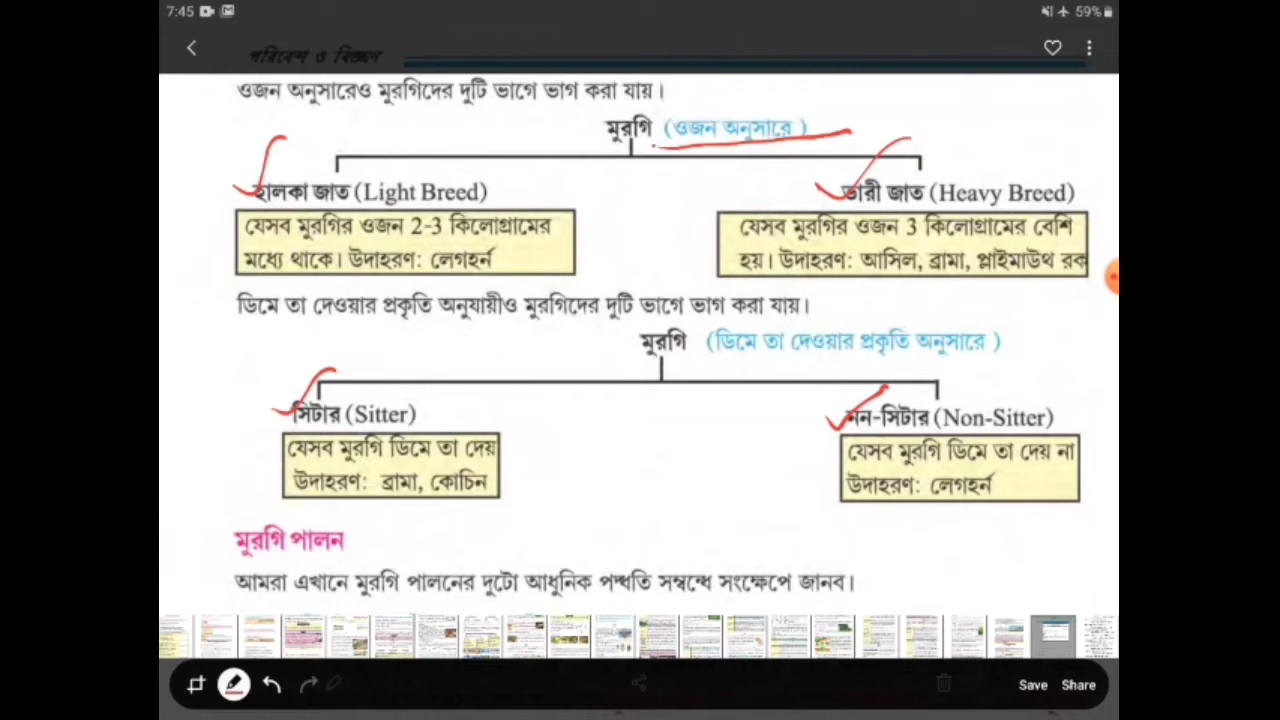 7:45
59%
পরিবেশ ও বিজ্ঞান
ওজন অনুসারেও মুরগিদের দুটি ভাগে ভাগ করা যায়।
মুরগি (ওজন অনুসারে )
হালকা জাত (Light Breed)
ভারী জাত (Heavy Breed)
যেসব মুরগির ওজন 2-3 কিলোগ্রামের
মধ্যে থাকে। উদাহরণ: লেগহর্ন
যেসব মুরগির ওজন 3 কিলোগ্রামের বেশি
হয়। উদাহরণ: আসিল, ব্রামা, প্লাইমাউথ রক
ডিমে তা দেওয়ার প্রকৃতি অনুযায়ীও মুরগিদের দুটি ভাগে ভাগ করা যায়।
মুরগি (ডিমে তা দেওয়ার প্রকৃতি অনুসারে )
সিটার (Sitter)
নন-সিটার (Non-Sitter)
যেসব মুরগি ডিমে তা দেয়
উদাহরণ: ব্রামা, কোচিন
যেসব মুরগি ডিমে তা দেয় না
উদাহরণ: লেগহর্ন
মুরগি পালন
আমরা এখানে মুরগি পালনের দুটো আধুনিক পদ্ধতি সম্বন্ধে সংক্ষেপে জানব।
Save Share